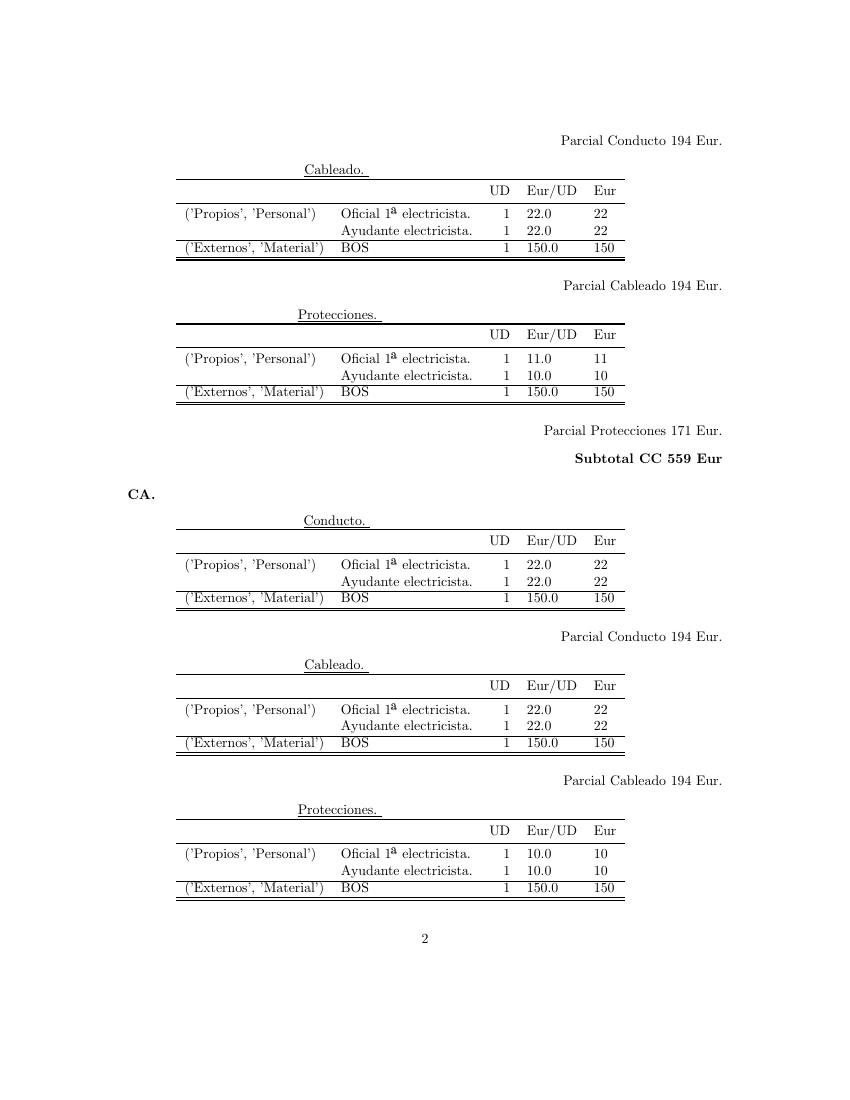 Parcial Conducto 194 Eur.
Cableado.
UD Eur/UD Eur
('Propios', 'Personal') Oficial 1ª electricista. 1 22.0 22
Ayudante electricista. 1 22.0 22
('Externos', 'Material') BOS 1 150.0 150
Parcial Cableado 194 Eur.
Protecciones.
UD Eur/UD Eur
('Propios', 'Personal') Oficial 1ª electricista. 1 11.0 11
Ayudante electricista. 1 10.0 10
('Externos', 'Material') BOS 1 150.0 150
Parcial Protecciones 171 Eur.
Subtotal CC 559 Eur
CA.
Conducto.
UD Eur/UD Eur
('Propios', 'Personal') Oficial 1ª electricista. 1 22.0 22
Ayudante electricista. 1 22.0 22
('Externos', 'Material') BOS 1 150.0 150
Parcial Conducto 194 Eur.
Cableado.
UD Eur/UD Eur
('Propios', 'Personal') Oficial 1ª electricista. 1 22.0 22
Ayudante electricista. 1 22.0 22
('Externos', 'Material') BOS 1 150.0 150
Parcial Cableado 194 Eur.
Protecciones.
UD Eur/UD Eur
('Propios', 'Personal') Oficial 1ª electricista. 1 10.0 10
Ayudante electricista. 1 10.0 10
('Externos', 'Material') BOS 1 150.0 150
2